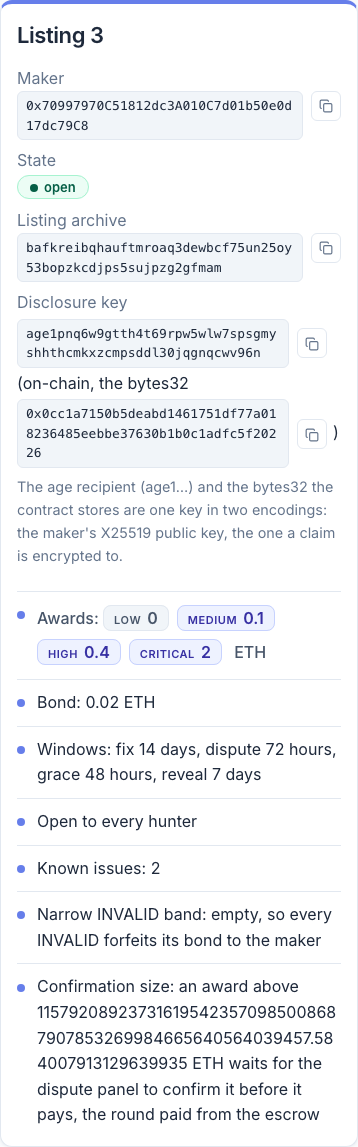 Listing 3
Maker
0x70997970C51812dc3A010C7d01b50e0d
17dc79C8
State
open
Listing archive
bafkreibqhauftmroaq3dewbcf75un25oy
53bopzkcdjps5sujpzg2gfmam
Disclosure key
age1pnq6w9gtth4t69rpw5wlw7spsgmy
shhthcmkxzcmpsddl30jqgnqcwv96n
(on-chain, the bytes32
0x0cc1a7150b5deabd1461751df77a01
8236485eebbe37630b1b0c1adfc5f202
26
)
The age recipient (age1...) and the bytes32 the
contract stores are one key in two encodings:
the maker's X25519 public key, the one a claim
is encrypted to.
Awards: LOW 0 MEDIUM 0.1
HIGH 0.4 CRITICAL 2 ETH
Bond: 0.02 ETH
Windows: fix 14 days, dispute 72 hours,
grace 48 hours, reveal 7 days
Open to every hunter
Known issues: 2
Narrow INVALID band: empty, so every
INVALID forfeits its bond to the maker
Confirmation size: an award above
115792089237316195423570985008​68
7907853269984665640564039457.58
4007913129639935 ETH waits for the
dispute panel to confirm it before it
pays, the round paid from the escrow